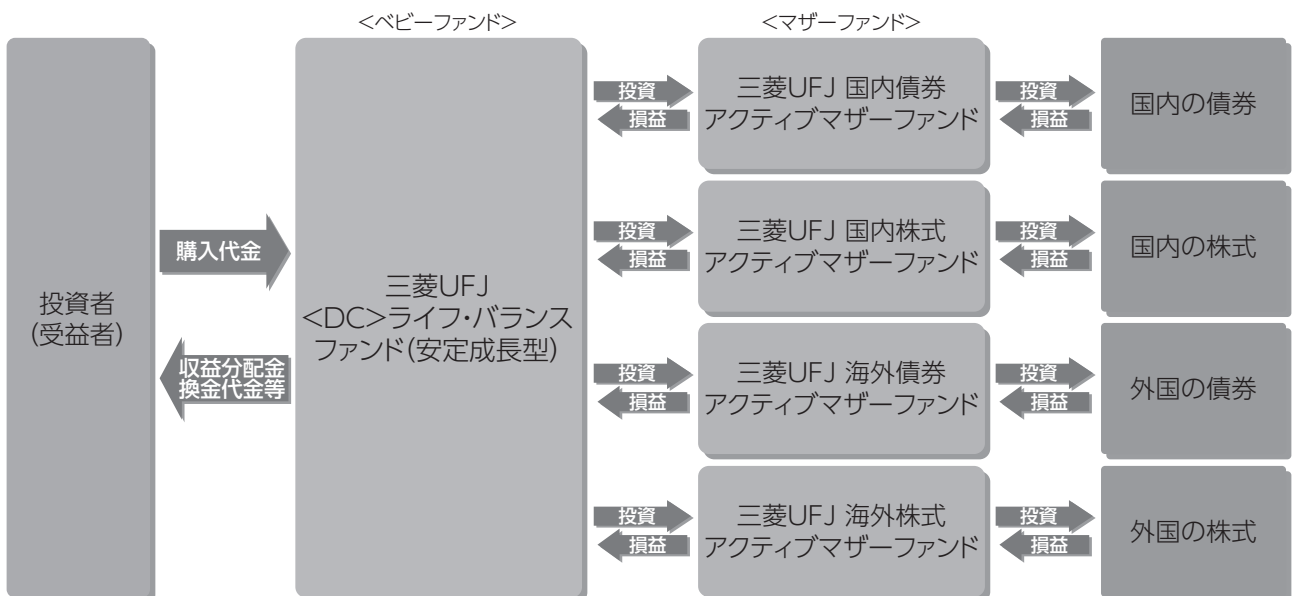 <ベビーファンド>
<マザーファンド>
投資者
(受益者)
購入代金
収益分配金
換金代金等
三菱UFJ
<DC>ライフ・バランス
ファンド(安定成長型)
投資
損益
三菱UFJ 国内債券
アクティブマザーファンド
投資
損益
国内の債券
投資
損益
三菱UFJ 国内株式
アクティブマザーファンド
投資
損益
国内の株式
投資
損益
三菱UFJ 海外債券
アクティブマザーファンド
投資
損益
外国の債券
投資
損益
三菱UFJ 海外株式
アクティブマザーファンド
投資
損益
外国の株式